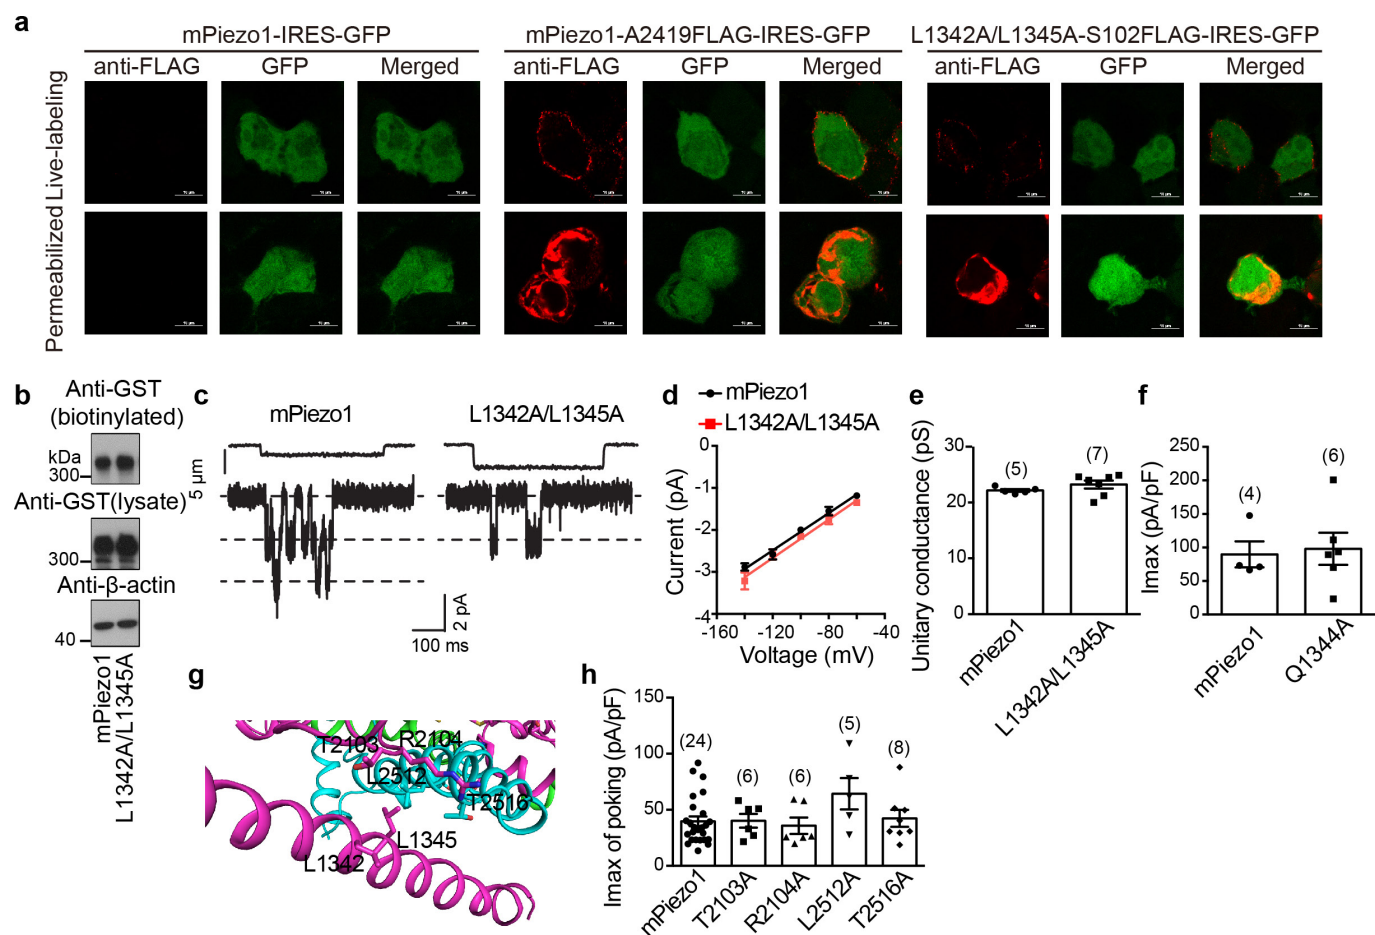 a
mPiezo1-IRES-GFP
mPiezo1-A2419FLAG-IRES-GFP
L1342A/L1345A-S102FLAG-IRES-GFP
anti-FLAG GFP Merged
anti-FLAG GFP Merged
anti-FLAG GFP Merged
Live-labeling
Permeabilized
b
Anti-GST
(biotinylated)
kDa
300
Anti-GST(lysate)
300
Anti-β-actin
40
mPiezo1
L1342A/L1345A
c
mPiezo1
L1342A/L1345A
5 µm
2 pA
100 ms
d
mPiezo1
L1342A/L1345A
Current (pA)
0
-1
-2
-3
-4
-160 -120 -80 -40
Voltage (mV)
e
Unitary conductance (pS)
30
20
10
0
(5)
(7)
mPiezo1
L1342A/L1345A
f
Imax (pA/pF)
250
200
150
100
50
0
(4)
(6)
mPiezo1
Q1344A
g
T2103
R2104
L2512
T2516
L1345
L1342
h
Imax of poking (pA/pF)
150
100
50
0
(24)
(6)
(6)
(5)
(8)
mPiezo1
T2103A
R2104A
L2512A
T2516A